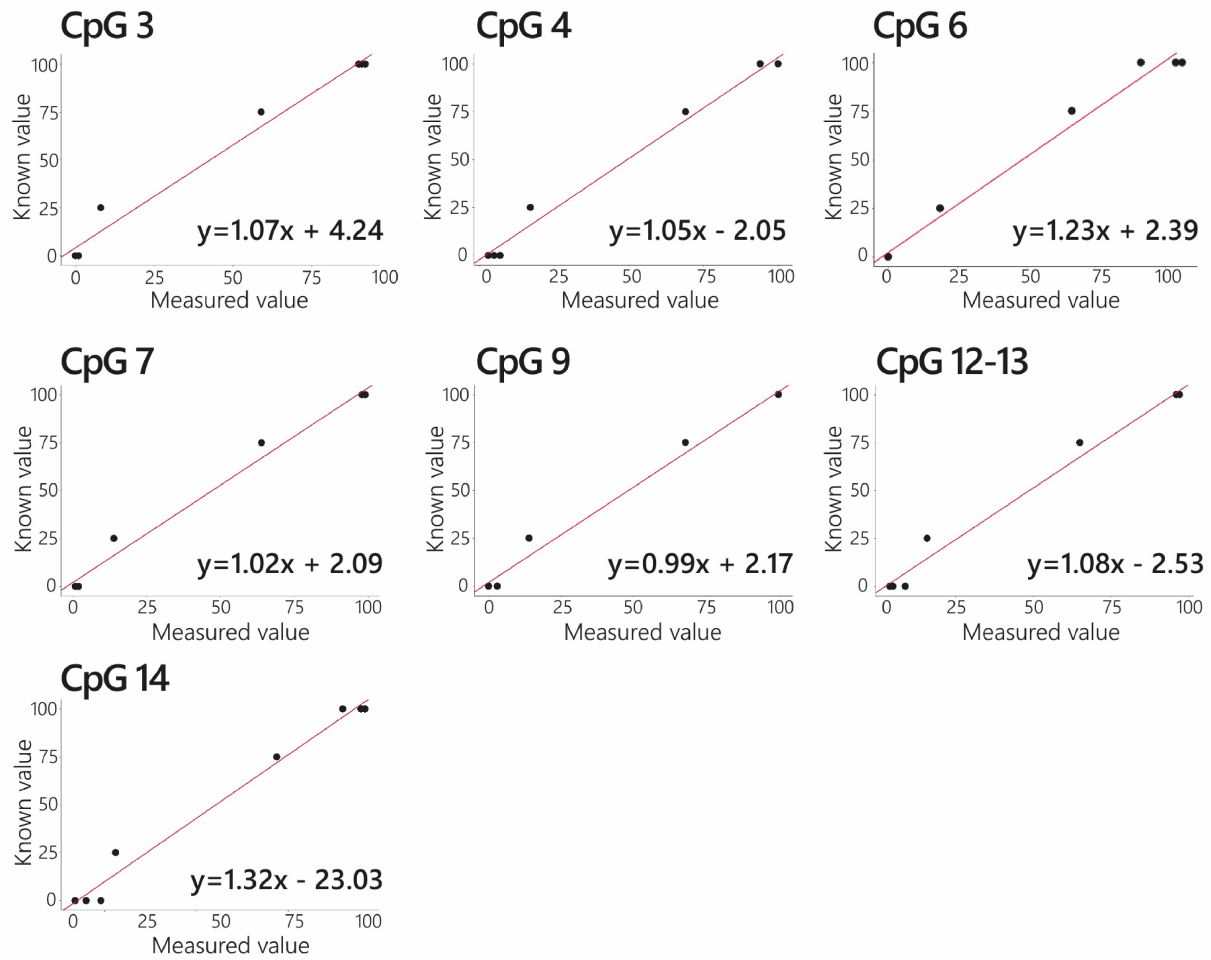 CpG 3
100
75
50
25
0
Known value
y=1.07x + 4.24
0 25 50 75 100
Measured value
CpG 4
100
75
50
25
0
Known value
y=1.05x - 2.05
0 25 50 75 100
Measured value
CpG 6
100
75
50
25
0
Known value
y=1.23x + 2.39
0 25 50 75 100
Measured value
CpG 7
100
75
50
25
0
Known value
y=1.02x + 2.09
0 25 50 75 100
Measured value
CpG 9
100
75
50
25
0
Known value
y=0.99x + 2.17
0 25 50 75 100
Measured value
CpG 12-13
100
75
50
25
0
Known value
y=1.08x - 2.53
0 25 50 75 100
Measured value
CpG 14
100
75
50
25
0
Known value
y=1.32x - 23.03
0 25 50 75 100
Measured value